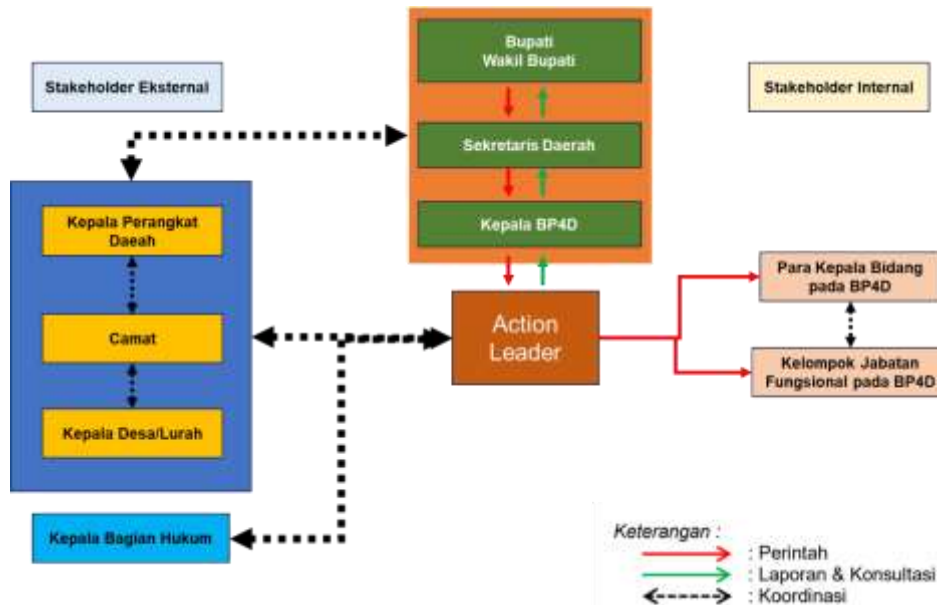 Bupati
Wakil Bupati
Stakeholder Eksternal
Stakeholder Internal
Sekretaris Daerah
Kepala Perangkat
Daeah
Kepala BP4D
Para Kepala Bidang
pada BP4D
Camat
Action
Leader
Kelompok Jabatan
Fungsional pada BP4D
Kepala Desa/Lurah
Kepala Bagian Hukum
Keterangan :
: Perintah
: Laporan & Konsultasi
: Koordinasi